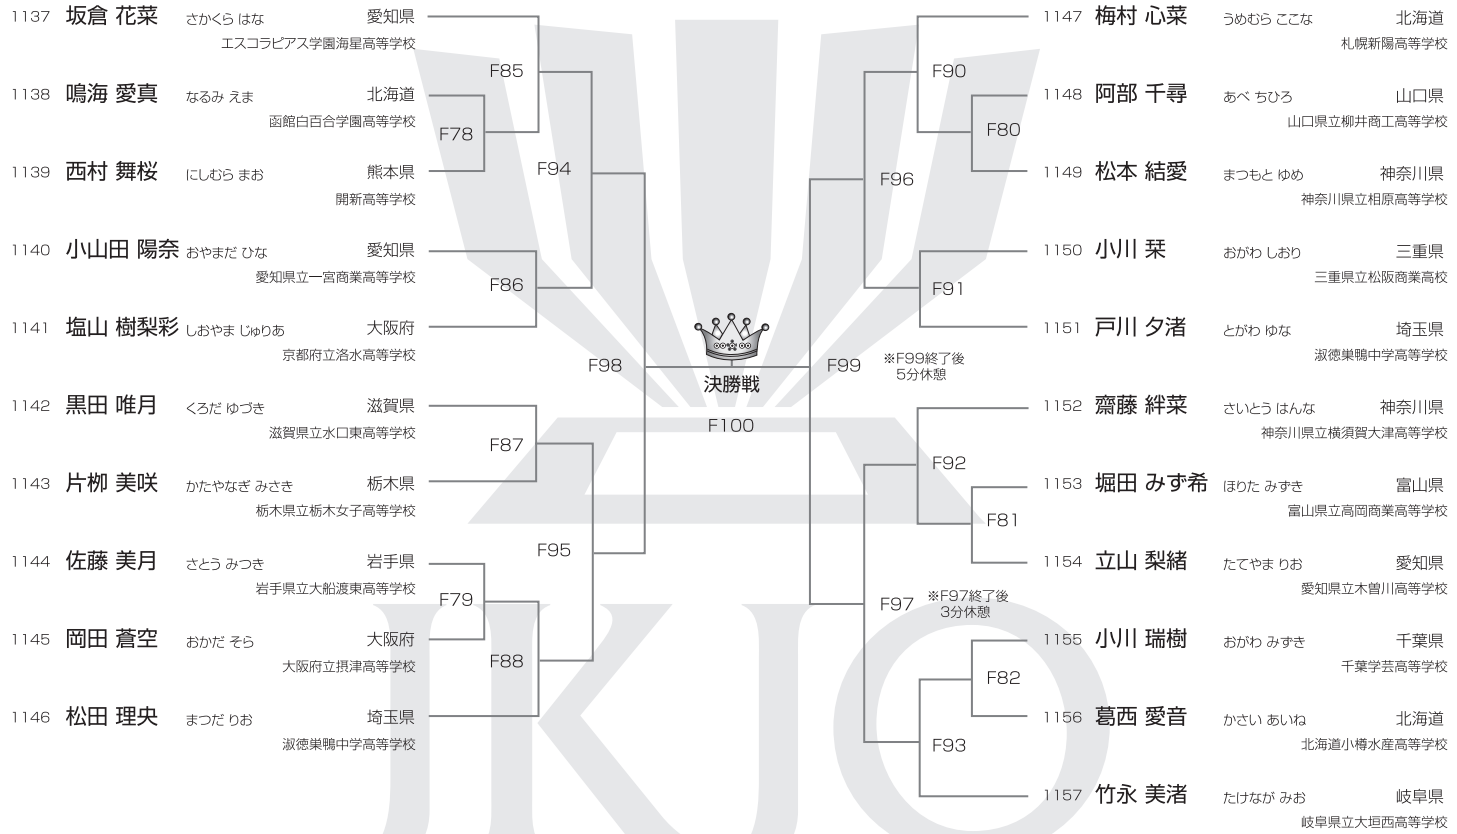 1137 坂倉 花菜 さかくら はな 愛知県
エスコラピアス学園海星高等学校
F85
1138 鳴海 愛真 なるみ えま 北海道
函館白百合学園高等学校
F78
F94
1139 西村 舞桜 にしむら まお 熊本県
開新高等学校
1140 小山田 陽奈 おやまだ ひな 愛知県
愛知県立一宮商業高等学校
F86
1141 塩山 樹梨彩 しおやま じゅりあ 大阪府
京都府立洛水高等学校
F98
1142 黒田 唯月 くろだ ゆづき 滋賀県
滋賀県立水口東高等学校
F87
1143 片栁 美咲 かたやなぎ みさき 栃木県
栃木県立栃木女子高等学校
F95
1144 佐藤 美月 さとう みつき 岩手県
岩手県立大船渡東高等学校
F79
1145 岡田 蒼空 おかだ そら 大阪府
大阪府立摂津高等学校
F88
1146 松田 理央 まつだ りお 埼玉県
淑徳巣鴨中学高等学校
決勝戦
F100
1147 梅村 心菜 うめむら ここな 北海道
札幌新陽高等学校
F90
1148 阿部 千尋 あべ ちひろ 山口県
山口県立柳井商工高等学校
F80
F96
1149 松本 結愛 まつもと ゆめ 神奈川県
神奈川県立相原高等学校
1150 小川 栞 おがわ しおり 三重県
三重県立松阪商業高校
F91
1151 戸川 夕渚 とがわ ゆな 埼玉県
淑徳巣鴨中学高等学校
F99 ※F99終了後
5分休憩
1152 齋藤 絆菜 さいとう はんな 神奈川県
神奈川県立横須賀大津高等学校
F92
1153 堀田 みず希 ほりた みずき 富山県
富山県立高岡商業高等学校
F81
1154 立山 梨緒 たてやま りお 愛知県
愛知県立木曽川高等学校
F97 ※F97終了後
3分休憩
1155 小川 瑞樹 おがわ みずき 千葉県
千葉学芸高等学校
F82
1156 葛西 愛音 かさい あいね 北海道
北海道小樽水産高等学校
F93
1157 竹永 美渚 たけなが みお 岐阜県
岐阜県立大垣西高等学校
JKJO